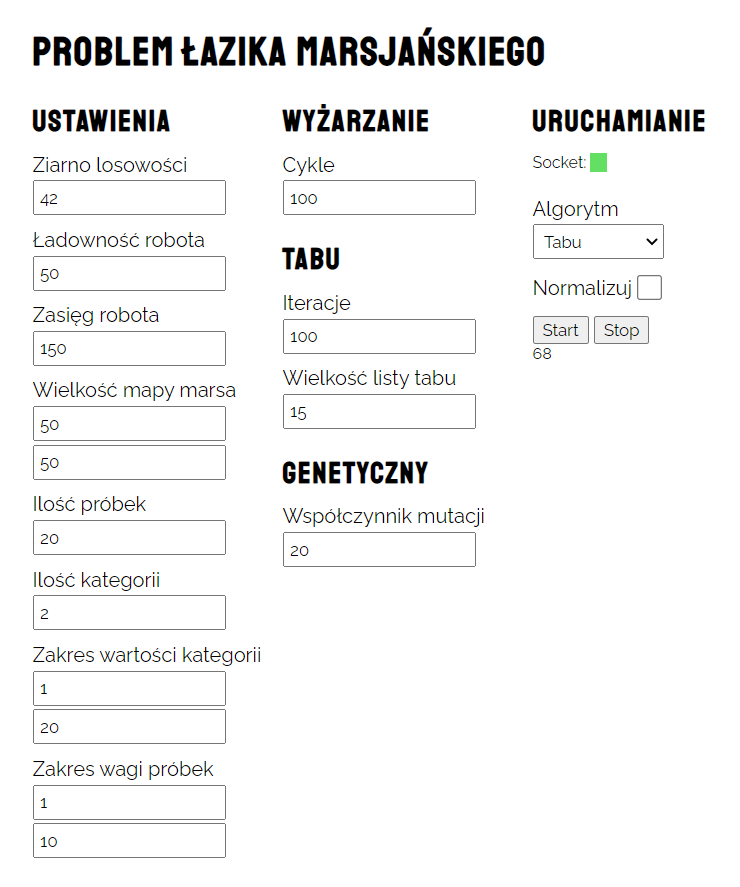 PROBLEM ŁAZIKA MARSJAŃSKIEGO
USTAWIENIA
Ziarno losowości
42
Ładowność robota
50
Zasięg robota
150
Wielkość mapy marsa
50
50
Ilość próbek
20
Ilość kategorii
2
Zakres wartości kategorii
1
20
Zakres wagi próbek
1
10
WYŻARZANIE
Cykle
100
TABU
Iteracje
100
Wielkość listy tabu
15
GENETYCZNY
Współczynnik mutacji
20
URUCHAMIANIE
Socket:
Algorytm
Tabu
Normalizuj
Start Stop
68